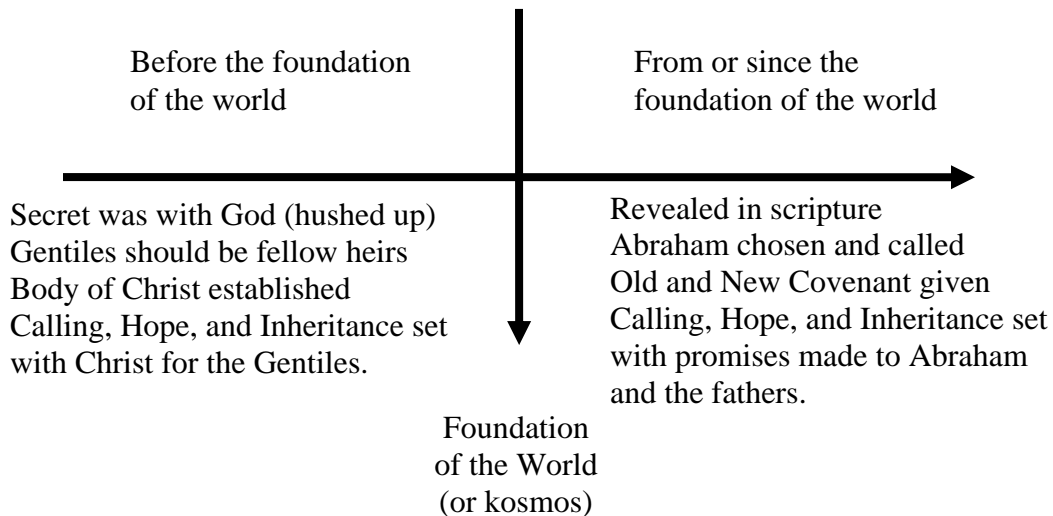 Before the foundation
of the world
From or since the
foundation of the world
Secret was with God (hushed up)
Gentiles should be fellow heirs
Body of Christ established
Calling, Hope, and Inheritance set
with Christ for the Gentiles.
Revealed in scripture
Abraham chosen and called
Old and New Covenant given
Calling, Hope, and Inheritance set
with promises made to Abraham
and the fathers.
Foundation
of the World
(or kosmos)